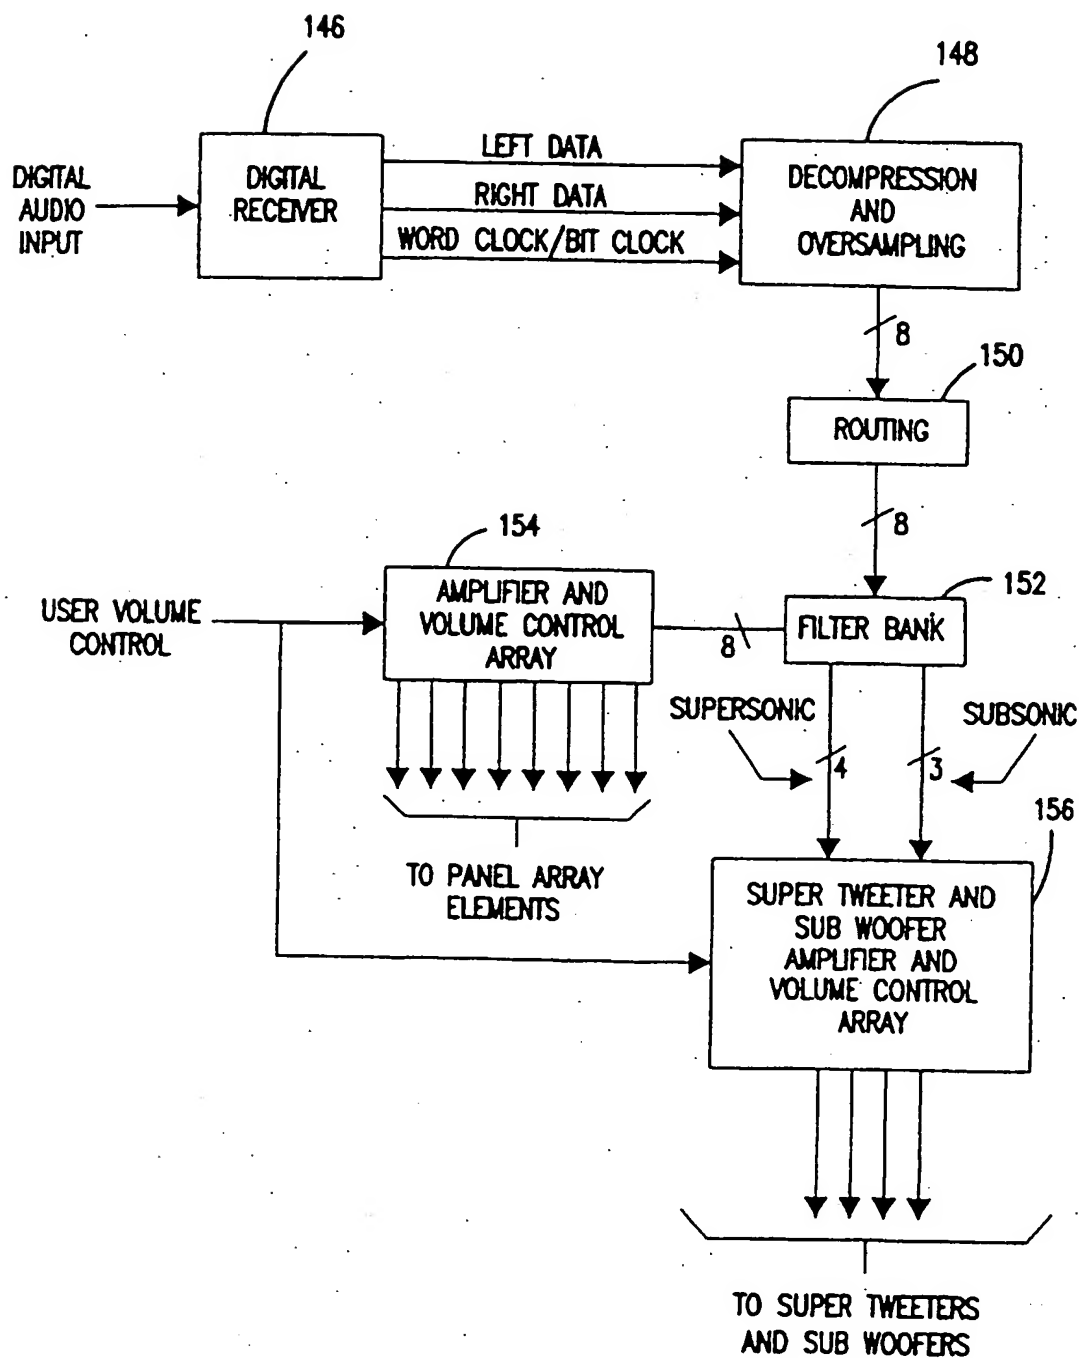 146
148
DIGITAL
AUDIO
INPUT
DIGITAL
RECEIVER
LEFT DATA
RIGHT DATA
WORD CLOCK/BIT CLOCK
DECOMPRESSION
AND
OVERSAMPLING
8
150
ROUTING
8
154
152
USER VOLUME
CONTROL
AMPLIFIER AND
VOLUME CONTROL
ARRAY
8
FILTER BANK
SUPERSONIC
SUBSONIC
4
3
156
TO PANEL ARRAY
ELEMENTS
SUPER TWEETER AND
SUB WOOFER
AMPLIFIER AND
VOLUME CONTROL
ARRAY
TO SUPER TWEETERS
AND SUB WOOFERS